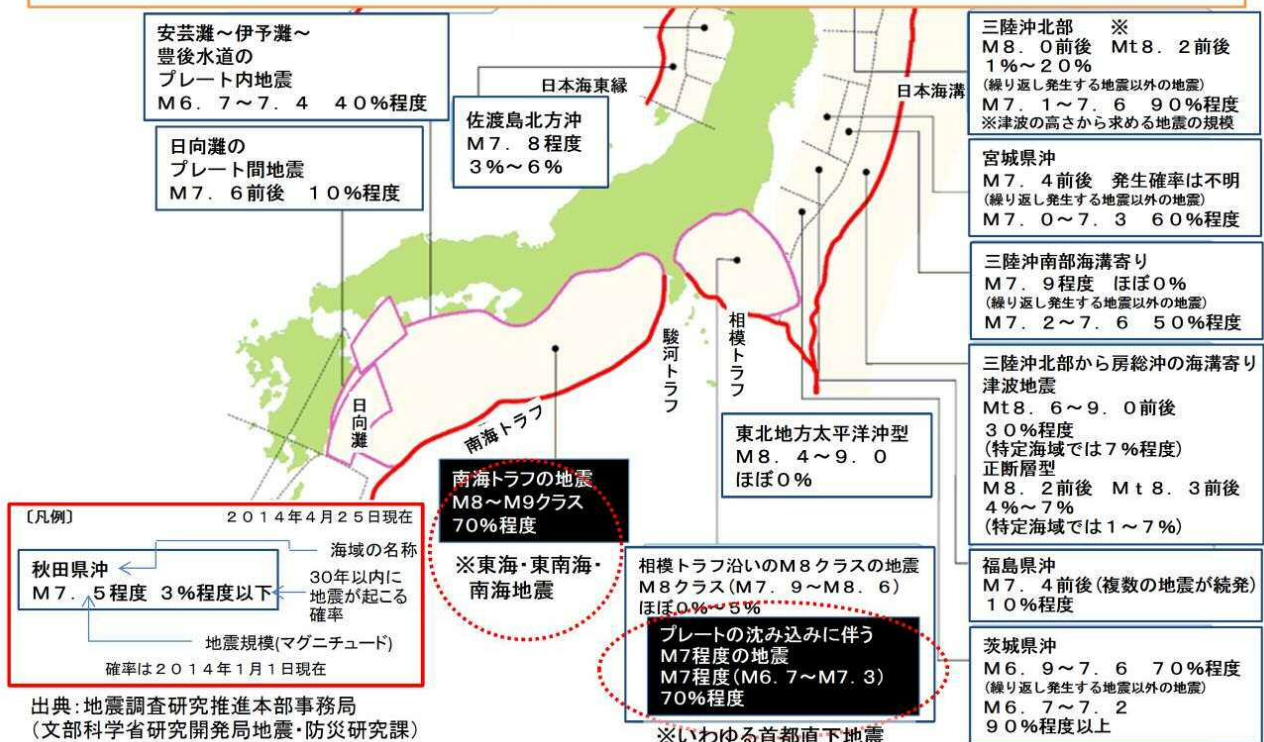 安芸灘～伊予灘～
豊後水道の
プレート内地震
M6．7～7．4 40％程度
日向灘の
プレート間地震
M7．6前後 10％程度
日本海東縁
佐渡島北方沖
M7．8程度
3％～6％
日本海溝
三陸沖北部 ※
M8．0前後 Mt8．2前後
1％～20％
(繰り返し発生する地震以外の地震)
M7．1～7．6 90％程度
※津波の高さから求める地震の規模
宮城県沖
M7．4前後 発生確率は不明
(繰り返し発生する地震以外の地震)
M7．0～7．3 60％程度
三陸沖南部海溝寄り
M7．9程度 ほぼ0％
(繰り返し発生する地震以外の地震)
M7．2～7．6 50％程度
三陸沖北部から房総沖の海溝寄り
津波地震
Mt8．6～9．0前後
30％程度
(特定海域では7％程度)
正断層型
M8．2前後 Mt8．3前後
4％～7％
(特定海域では1～7％)
福島県沖
M7．4前後(複数の地震が続発)
10％程度
茨城県沖
M6．9～7．6 70％程度
(繰り返し発生する地震以外の地震)
M6．7～7．2
90％程度以上
日向灘
南海トラフ
駿河トラフ
相模トラフ
東北地方太平洋沖型
M8．4～9．0
ほぼ0％
南海トラフの地震
M8～M9クラス
70％程度
※東海・東南海・
南海地震
相模トラフ沿いのM8クラスの地震
M8クラス(M7．9～M8．6)
ほぼ0％～5％
プレートの沈み込みに伴う
M7程度の地震
M7程度(M6．7～M7．3)
70％程度
※いわゆる首都直下地震
〔凡例〕 2014年4月25日現在
秋田県沖
M7．5程度 3％程度以下
海域の名称
30年以内に
地震が起こる
確率
地震規模(マグニチュード)
確率は2014年1月1日現在
出典：地震調査研究推進本部事務局
(文部科学省研究開発局地震・防災研究課)